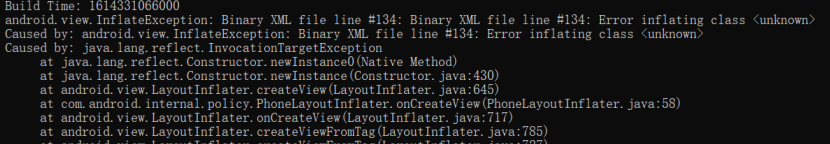 Build Time: 1614331066000
android.view.InflateException: Binary XML file line #134: Binary XML file line #134: Error inflating class <unknown>
Caused by: android.view.InflateException: Binary XML file line #134: Error inflating class <unknown>
Caused by: java.lang.reflect.InvocationTargetException
at java.lang.reflect.Constructor.newInstance0(Native Method)
at java.lang.reflect.Constructor.newInstance(Constructor.java:430)
at android.view.LayoutInflater.createView(LayoutInflater.java:645)
at com.android.internal.policy.PhoneLayoutInflater.onCreateView(PhoneLayoutInflater.java:58)
at android.view.LayoutInflater.onCreateView(LayoutInflater.java:717)
at android.view.LayoutInflater.createViewFromTag(LayoutInflater.java:785)